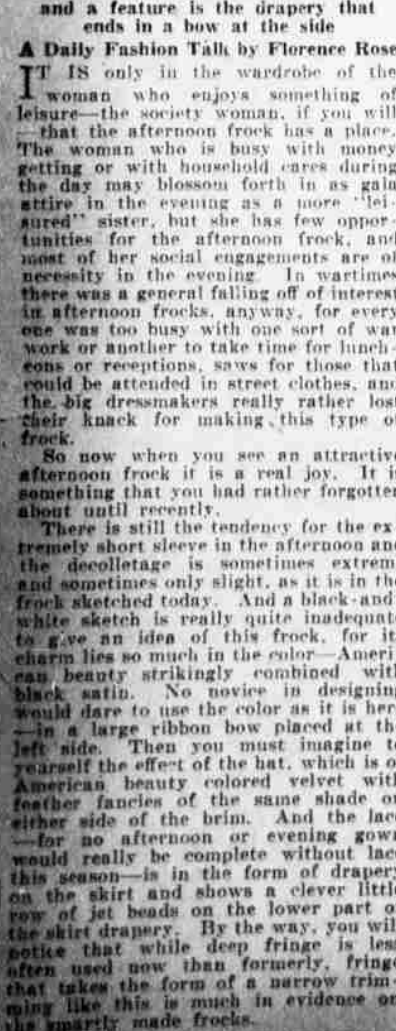 and a feature is the drapery that
ends in a bow at the side
A Daily Fashion Talk by Florence Rose
IT IS only in the wardrobe of the
woman who enjoys something of
leisure—the society woman, if you will
—that the afternoon frock has a place.
The woman who is busy with money
getting or with household cares during
the day may blossom forth in as gala
attire in the evening as a more "lei-
sured" sister, but she has few oppor-
tunities for the afternoon frock, and
most of her social engagements are of
necessity in the evening. In wartimes
there was a general falling off of interest
in afternoon frocks, anyway, for every
one was too busy with one sort of war
work or another to take time for lunch-
eons or receptions, saws for those that
could be attended in street clothes, and
the big dressmakers really rather lost
their knack for making this type of
frock.
So now when you see an attractive
afternoon frock it is a real joy. It is
something that you had rather forgotten
about until recently.
There is still the tendency for the ex-
tremely short sleeve in the afternoon and
the decolletage is sometimes extreme
and sometimes only slight, as it is in the
frock sketched today. And a black-and-
white sketch is really quite inadequate
to give an idea of this frock, for its
charm lies so much in the color—Ameri-
can beauty strikingly combined with
black satin. No novice in designing
would dare to use the color as it is here
—in a large ribbon bow placed at the
left side. Then you must imagine to
yourself the effect of the hat, which is of
American beauty colored velvet with
feather fancies of the same shade on
either side of the brim. And the lace
—for no afternoon or evening gown
would really be complete without lace
this season—is in the form of drapery
on the skirt and shows a clever little
row of jet beads on the lower part of
the skirt drapery. By the way, you will
notice that while deep fringe is less
often used now than formerly, fringe
that takes the form of a narrow trim-
ming like this is much in evidence on
the smartly made frocks.